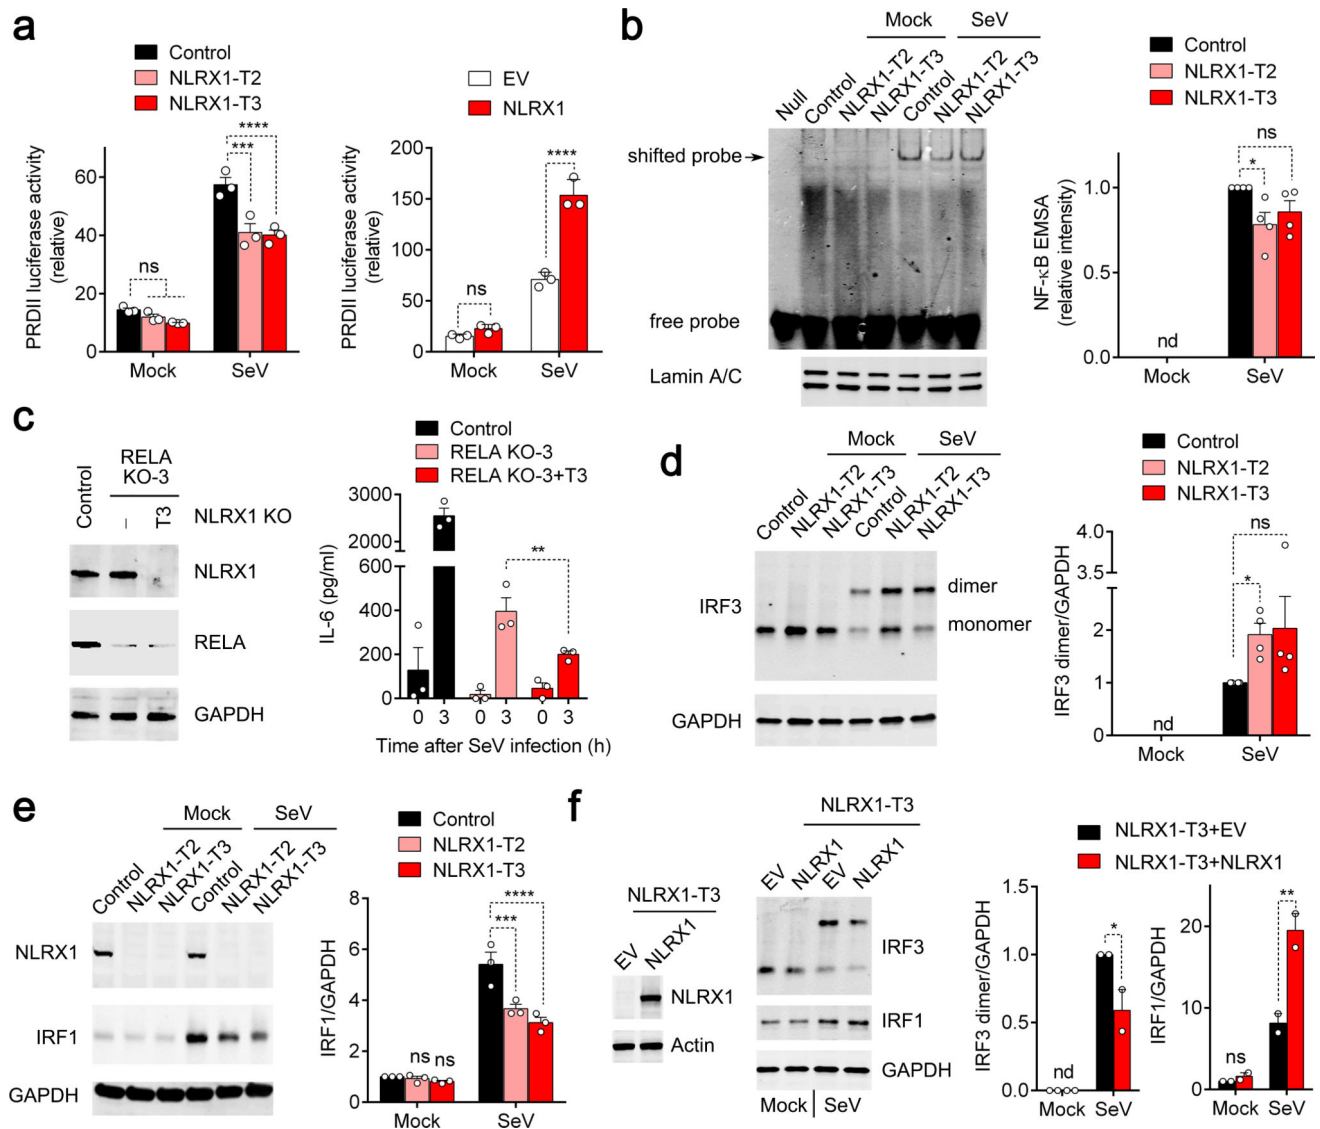 a
Control
NLRX1-T2
NLRX1-T3
PRDII luciferase activity
(relative)
60
40
20
0
ns
***
****
Mock
SeV
EV
NLRX1
PRDII luciferase activity
(relative)
200
150
100
50
0
ns
****
Mock
SeV
b
Mock
SeV
Null
Control
NLRX1-T2
NLRX1-T3
Control
NLRX1-T2
NLRX1-T3
shifted probe
free probe
Lamin A/C
Control
NLRX1-T2
NLRX1-T3
NF-κB EMSA
(relative intensity)
1.0
0.5
0.0
nd
*
ns
Mock
SeV
c
RELA
KO-3
Control
–
T3
NLRX1 KO
NLRX1
RELA
GAPDH
Control
RELA KO-3
RELA KO-3+T3
IL-6 (pg/ml)
3000
2000
600
400
200
0
**
0
3
0
3
0
3
Time after SeV infection (h)
d
Mock
SeV
Control
NLRX1-T2
NLRX1-T3
Control
NLRX1-T2
NLRX1-T3
IRF3
dimer
monomer
GAPDH
Control
NLRX1-T2
NLRX1-T3
IRF3 dimer/GAPDH
4.0
3.5
2
1
0
nd
*
ns
Mock
SeV
e
Mock
SeV
Control
NLRX1-T2
NLRX1-T3
Control
NLRX1-T2
NLRX1-T3
NLRX1
IRF1
GAPDH
Control
NLRX1-T2
NLRX1-T3
IRF1/GAPDH
8
6
4
2
0
ns
ns
***
****
Mock
SeV
f
NLRX1-T3
EV
NLRX1
NLRX1
Actin
NLRX1-T3
EV
NLRX1
EV
NLRX1
IRF3
IRF1
GAPDH
Mock
SeV
NLRX1-T3+EV
NLRX1-T3+NLRX1
IRF3 dimer/GAPDH
1.5
1.0
0.5
0.0
nd
*
Mock
SeV
IRF1/GAPDH
20
10
0
ns
**
Mock
SeV